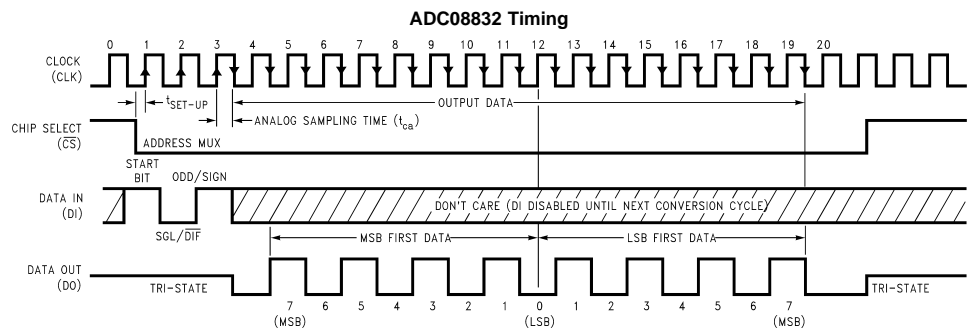 ADC08832 Timing
0 1 2 3 4 5 6 7 8 9 10 11 12 13 14 15 16 17 18 19 20
CLOCK
(CLK)
tSET-UP
OUTPUT DATA
ANALOG SAMPLING TIME (tca)
CHIP SELECT
(CS)
ADDRESS MUX
START
BIT
ODD/SIGN
DATA IN
(DI)
DON'T CARE (DI DISABLED UNTIL NEXT CONVERSION CYCLE)
SGL/DIF
MSB FIRST DATA
LSB FIRST DATA
DATA OUT
(DO)
TRI-STATE
TRI-STATE
7 6 5 4 3 2 1 0 1 2 3 4 5 6 7
(MSB) (LSB) (MSB)